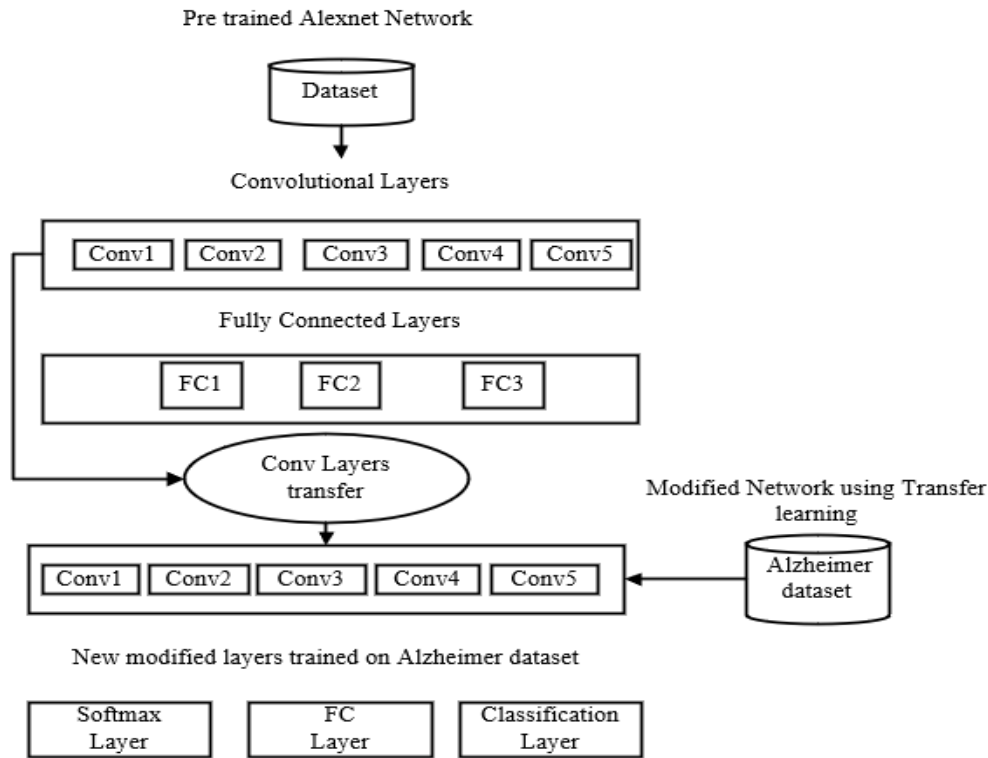 Pre trained Alexnet Network
Dataset
Convolutional Layers
Conv1 Conv2 Conv3 Conv4 Conv5
Fully Connected Layers
FC1 FC2 FC3
Conv Layers
transfer
Modified Network using Transfer
learning
Alzheimer
dataset
Conv1 Conv2 Conv3 Conv4 Conv5
New modified layers trained on Alzheimer dataset
Softmax
Layer
FC
Layer
Classification
Layer